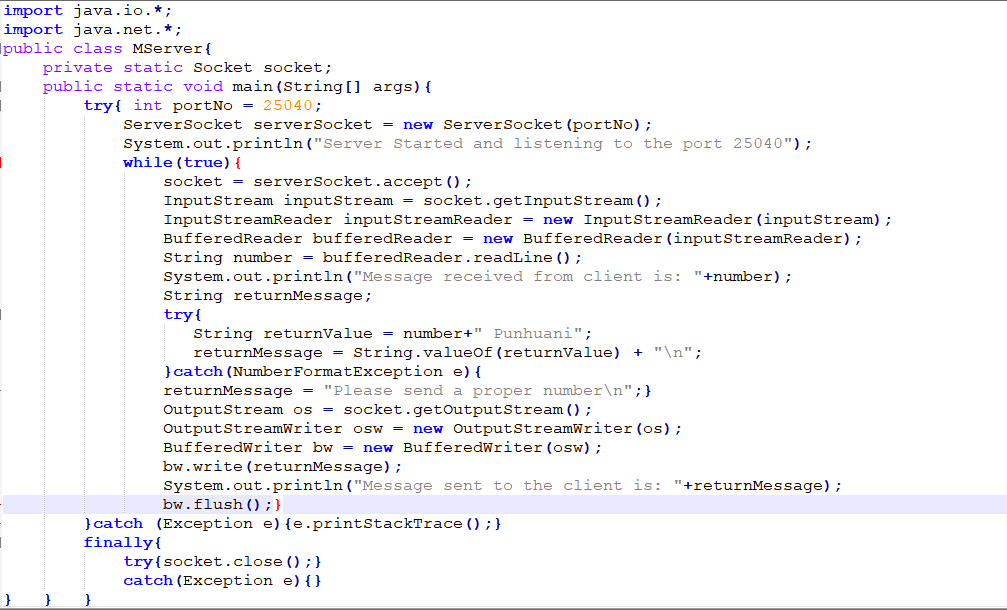 import java.io.*;
import java.net.*;
public class MServer{
    private static Socket socket;
    public static void main(String[] args){
        try{ int portNo = 25040;
            ServerSocket serverSocket = new ServerSocket(portNo);
            System.out.println("Server Started and listening to the port 25040");
            while(true){
                socket = serverSocket.accept();
                InputStream inputStream = socket.getInputStream();
                InputStreamReader inputStreamReader = new InputStreamReader(inputStream);
                BufferedReader bufferedReader = new BufferedReader(inputStreamReader);
                String number = bufferedReader.readLine();
                System.out.println("Message received from client is: "+number);
                String returnMessage;
                try{
                   String returnValue = number+" Punhuani";
                   returnMessage = String.valueOf(returnValue) + "\n";
                }catch(NumberFormatException e){
                returnMessage = "Please send a proper number\n";}
                OutputStream os = socket.getOutputStream();
                OutputStreamWriter osw = new OutputStreamWriter(os);
                BufferedWriter bw = new BufferedWriter(osw);
                bw.write(returnMessage);
                System.out.println("Message sent to the client is: "+returnMessage);
                bw.flush();}
        }catch (Exception e){e.printStackTrace();}
        finally{
            try{socket.close();}
            catch(Exception e){}
}   }   }